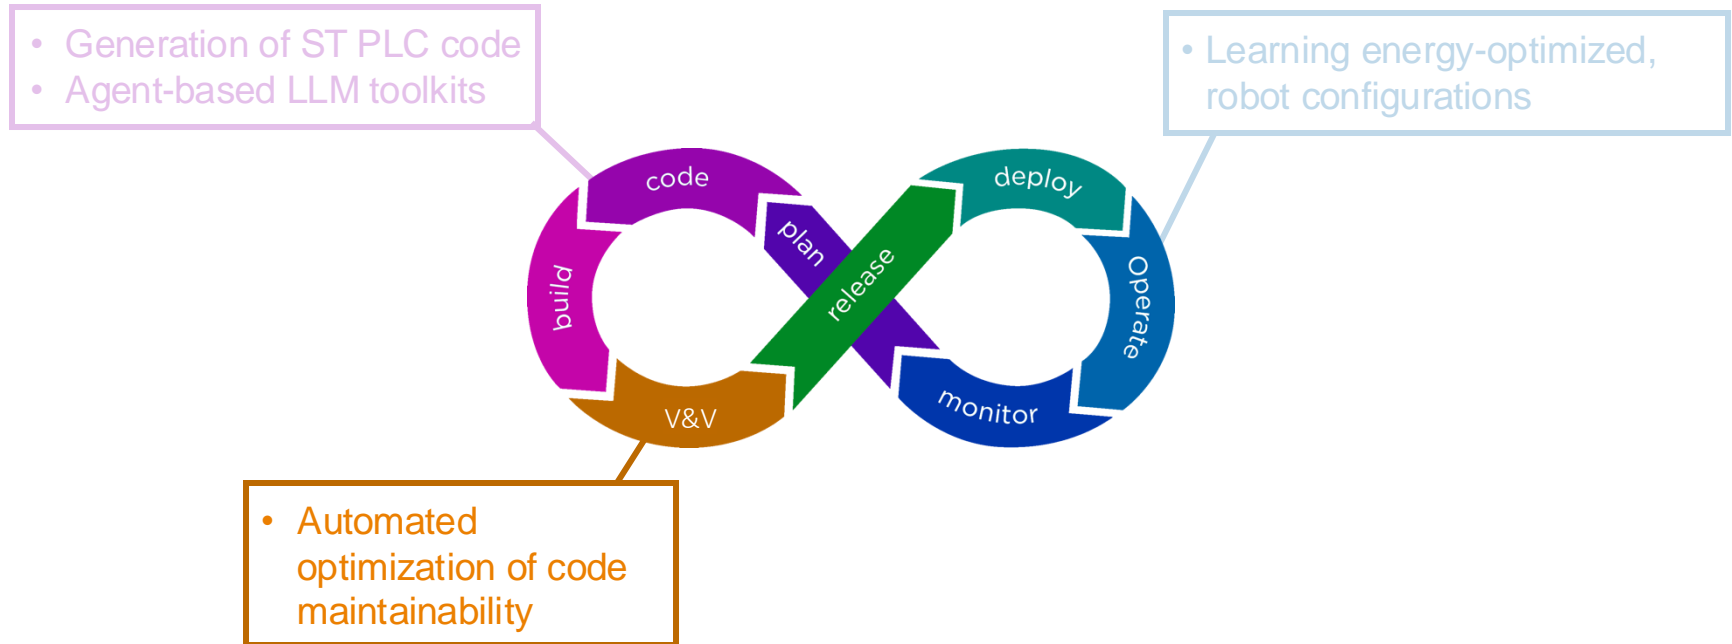 • Generation of ST PLC code
• Agent-based LLM toolkits
• Learning energy-optimized,
robot configurations
code
plan
build
V&V
release
deploy
Operate
monitor
• Automated
optimization of code
maintainability